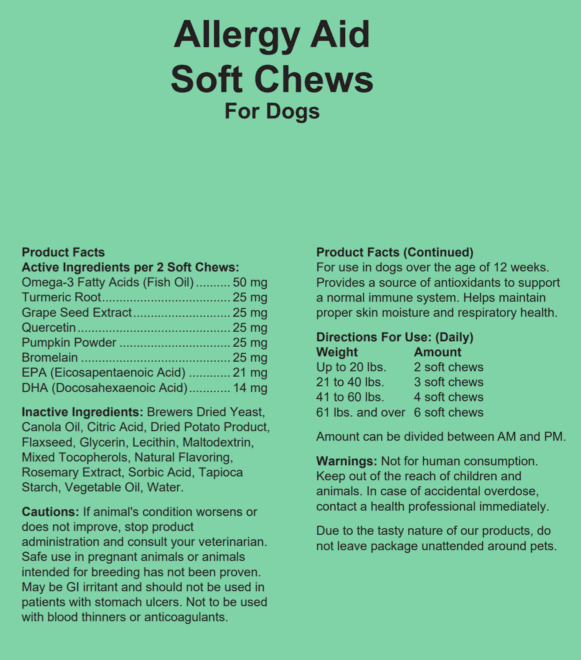 Allergy Aid
Soft Chews
For Dogs
Product Facts
Active Ingredients per 2 Soft Chews:
Omega-3 Fatty Acids (Fish Oil).......... 50 mg
Turmeric Root..................................... 25 mg
Grape Seed Extract............................ 25 mg
Quercetin............................................ 25 mg
Pumpkin Powder ................................ 25 mg
Bromelain ........................................... 25 mg
EPA (Eicosapentaenoic Acid) ............ 21 mg
DHA (Docosahexaenoic Acid)............ 14 mg
Inactive Ingredients: Brewers Dried Yeast,
Canola Oil, Citric Acid, Dried Potato Product,
Flaxseed, Glycerin, Lecithin, Maltodextrin,
Mixed Tocopherols, Natural Flavoring,
Rosemary Extract, Sorbic Acid, Tapioca
Starch, Vegetable Oil, Water.
Cautions: If animal's condition worsens or
does not improve, stop product
administration and consult your veterinarian.
Safe use in pregnant animals or animals
intended for breeding has not been proven.
May be GI irritant and should not be used in
patients with stomach ulcers. Not to be used
with blood thinners or anticoagulants.
Product Facts (Continued)
For use in dogs over the age of 12 weeks.
Provides a source of antioxidants to support
a normal immune system. Helps maintain
proper skin moisture and respiratory health.
Directions For Use: (Daily)
Weight Amount
Up to 20 lbs. 2 soft chews
21 to 40 lbs. 3 soft chews
41 to 60 lbs. 4 soft chews
61 lbs. and over 6 soft chews
Amount can be divided between AM and PM.
Warnings: Not for human consumption.
Keep out of the reach of children and
animals. In case of accidental overdose,
contact a health professional immediately.
Due to the tasty nature of our products, do
not leave package unattended around pets.